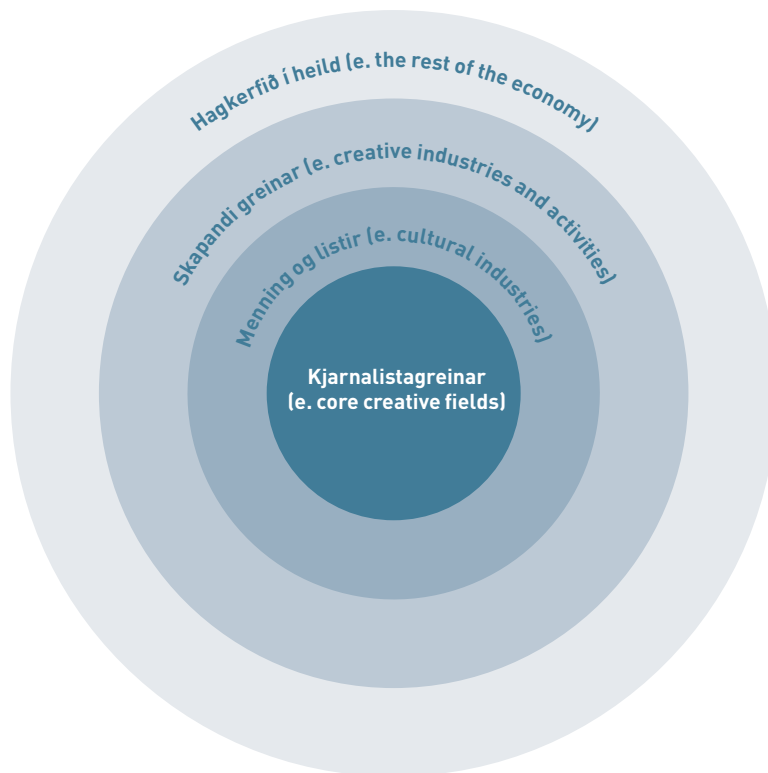 Hagkerfið í heild (e. the rest of the economy)
Skapandi greinar (e. creative industries and activities)
Menning og listir (e. cultural industries)
Kjarnalistagreinar
(e. core creative fields)